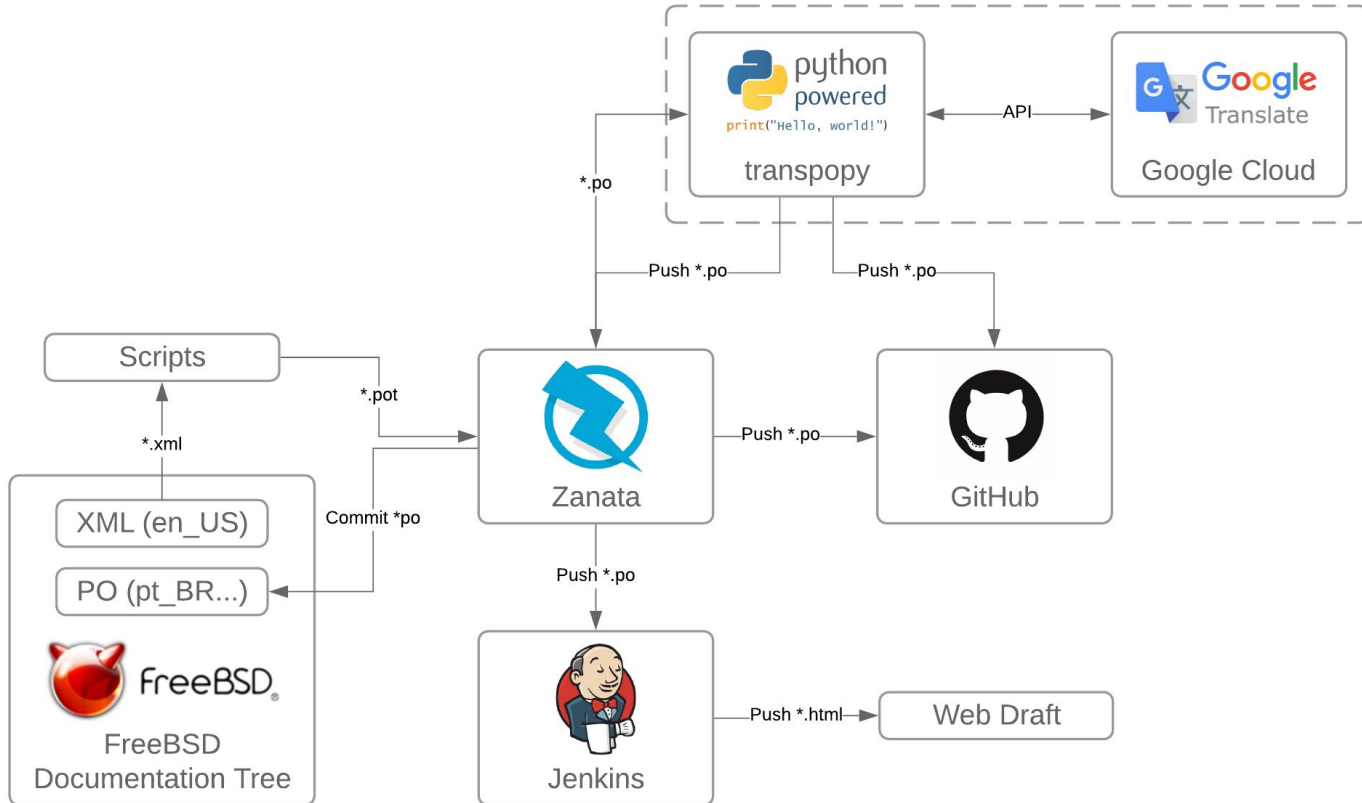 python
powered
print("Hello, world!")
transpopy
API
G 文
Google
Translate
Google Cloud
*.po
Push *.po
Push *.po
Scripts
*.pot
*.xml
Zanata
Push *.po
GitHub
XML (en_US)
Commit *po
PO (pt_BR...)
Push *.po
FreeBSD®
FreeBSD
Documentation Tree
Jenkins
Push *.html
Web Draft